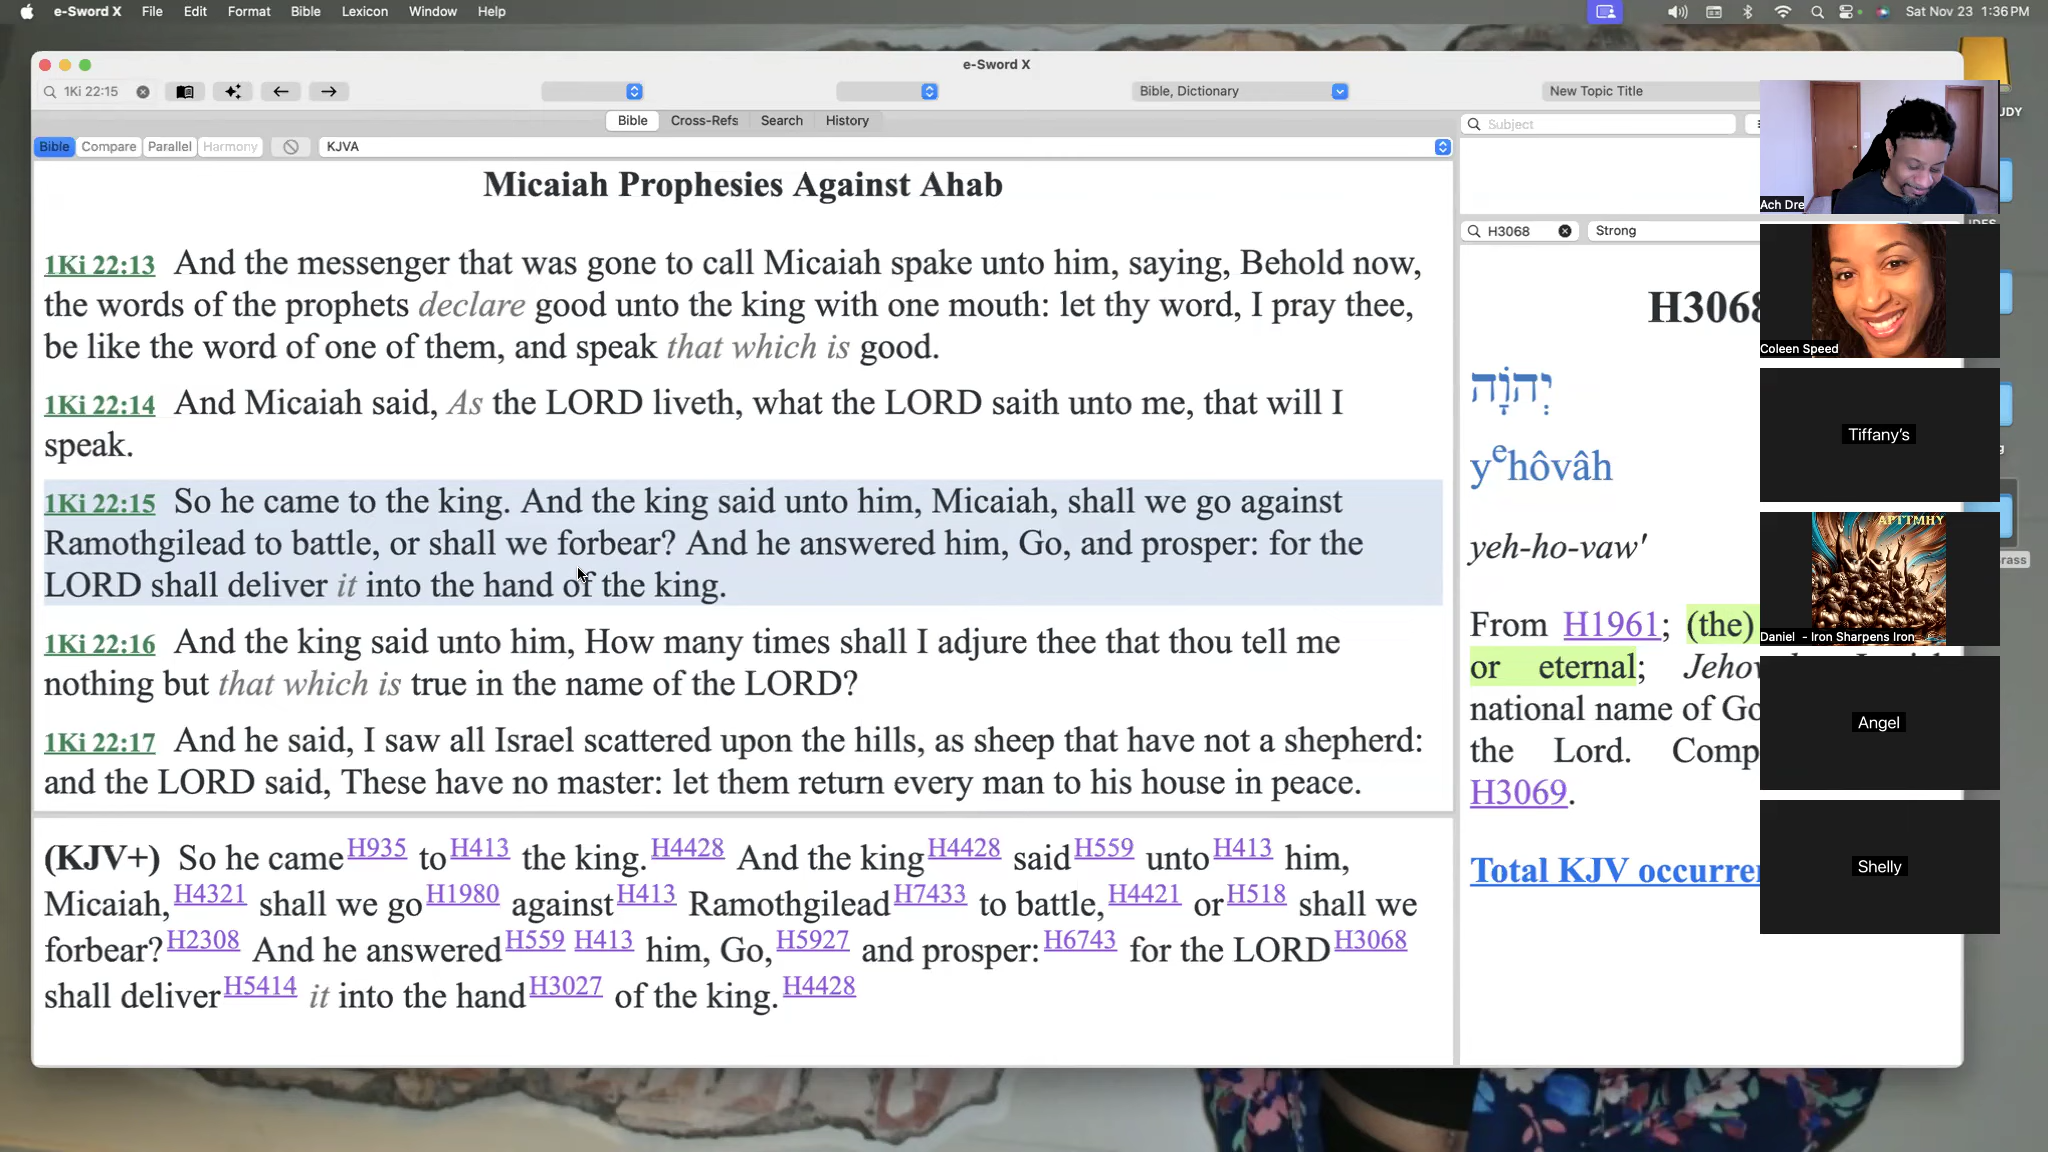 e-Sword X File Edit Format Bible Lexicon Window Help
Sat Nov 23 1:36 PM
e-Sword X
1Ki 22:15
Bible, Dictionary
New Topic Title
Bible Cross-Refs Search History
Bible Compare Parallel Harmony
KJVA
Micaiah Prophesies Against Ahab
1Ki 22:13 And the messenger that was gone to call Micaiah spake unto him, saying, Behold now,
the words of the prophets declare good unto the king with one mouth: let thy word, I pray thee,
be like the word of one of them, and speak that which is good.
1Ki 22:14 And Micaiah said, As the LORD liveth, what the LORD saith unto me, that will I
speak.
1Ki 22:15 So he came to the king. And the king said unto him, Micaiah, shall we go against
Ramothgilead to battle, or shall we forbear? And he answered him, Go, and prosper: for the
LORD shall deliver it into the hand of the king.
1Ki 22:16 And the king said unto him, How many times shall I adjure thee that thou tell me
nothing but that which is true in the name of the LORD?
1Ki 22:17 And he said, I saw all Israel scattered upon the hills, as sheep that have not a shepherd:
and the LORD said, These have no master: let them return every man to his house in peace.
(KJV+) So he came H935 to H413 the king. H4428 And the king H4428 said H559 unto H413 him,
Micaiah, H4321 shall we go H1980 against H413 Ramothgilead H7433 to battle, H4421 or H518 shall we
forbear? H2308 And he answered H559 H413 him, Go, H5927 and prosper: H6743 for the LORD H3068
shall deliver H5414 it into the hand H3027 of the king. H4428
Subject
H3068
Strong
H3068
יְהֹוָה
yehôvâh
yeh-ho-vaw'
From H1961; (the)
or eternal;
national name of
the Lord.
H3069.
Total KJV
Ach Dre
Coleen Speed
Tiffany's
APTTMHY
Daniel - Iron Sharpens Iron
Angel
Shelly